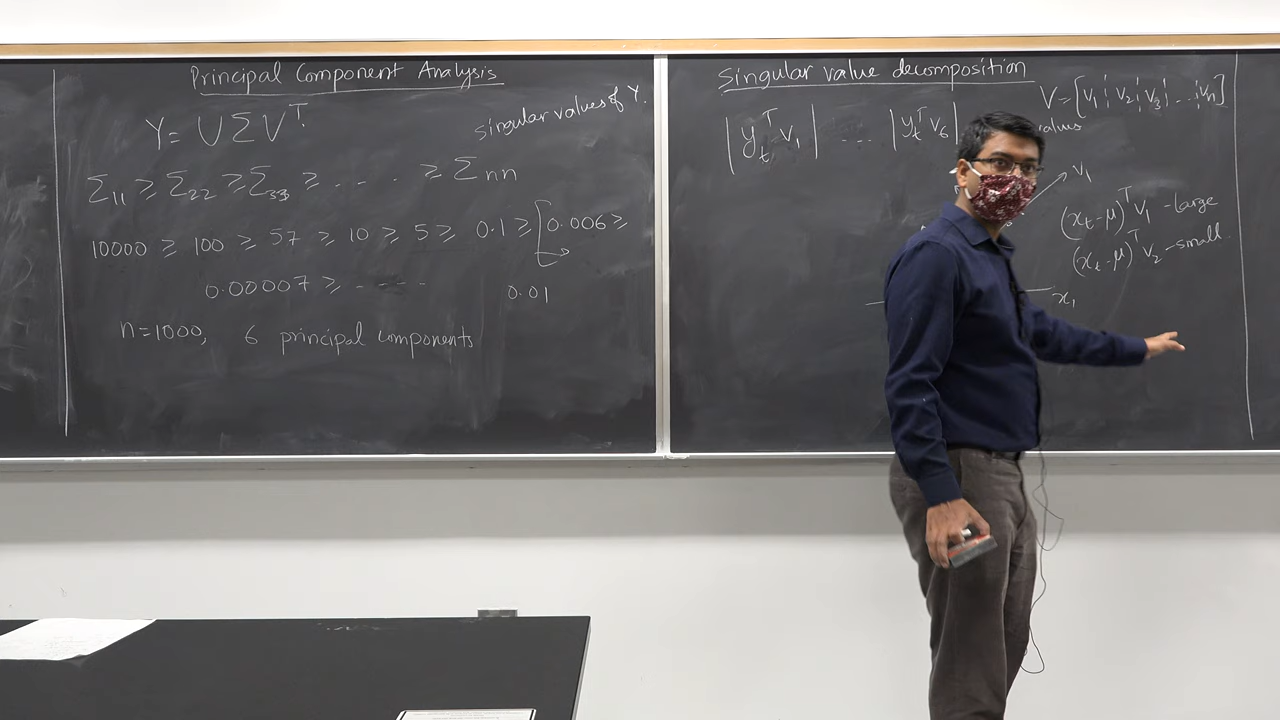 Principal Component Analysis
Y = U Σ V^T.
singular values of Y.
Σ11 ≥ Σ22 ≥ Σ33 ≥ ... ≥ Σnn
10000 ≥ 100 ≥ 57 ≥ 10 ≥ 5 ≥ 0.1 ≥ [0.006 ≥
0.00007 ≥ ----
0.01
n=1000, 6 principal components
Singular value decomposition
V = [v1 ¦ v2 ¦ v3 ¦ ... ¦ vn]
|yt^T v1| ... |yt^T v6|
values
v1
(xt-μ)^T v1 - large
(xt-μ)^T v2 - small
x1